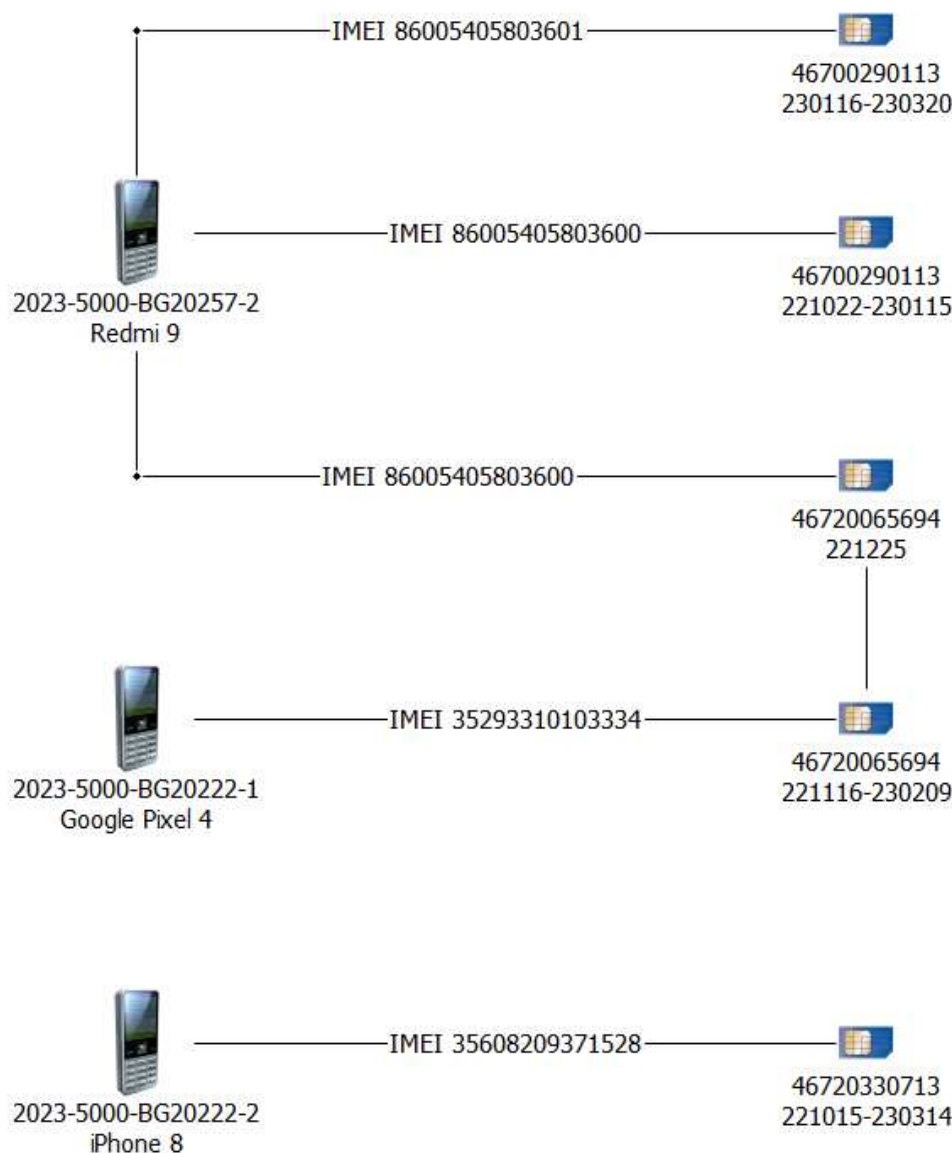 IMEI 86005405803601
46700290113
230116-230320
IMEI 86005405803600
46700290113
221022-230115
2023-5000-BG20257-2
Redmi 9
IMEI 86005405803600
46720065694
221225
IMEI 35293310103334
46720065694
221116-230209
2023-5000-BG20222-1
Google Pixel 4
IMEI 35608209371528
46720330713
221015-230314
2023-5000-BG20222-2
iPhone 8